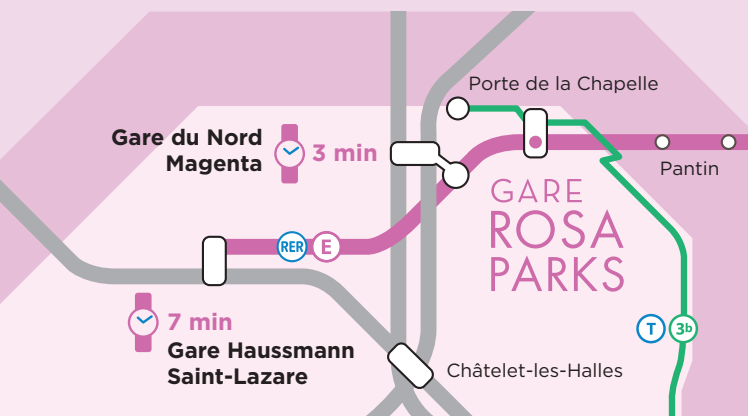 Porte de la Chapelle
Gare du Nord
Magenta
3 min
Pantin
GARE
ROSA
PARKS
RER E
7 min
Gare Haussmann
Saint-Lazare
T 3b
Châtelet-les-Halles